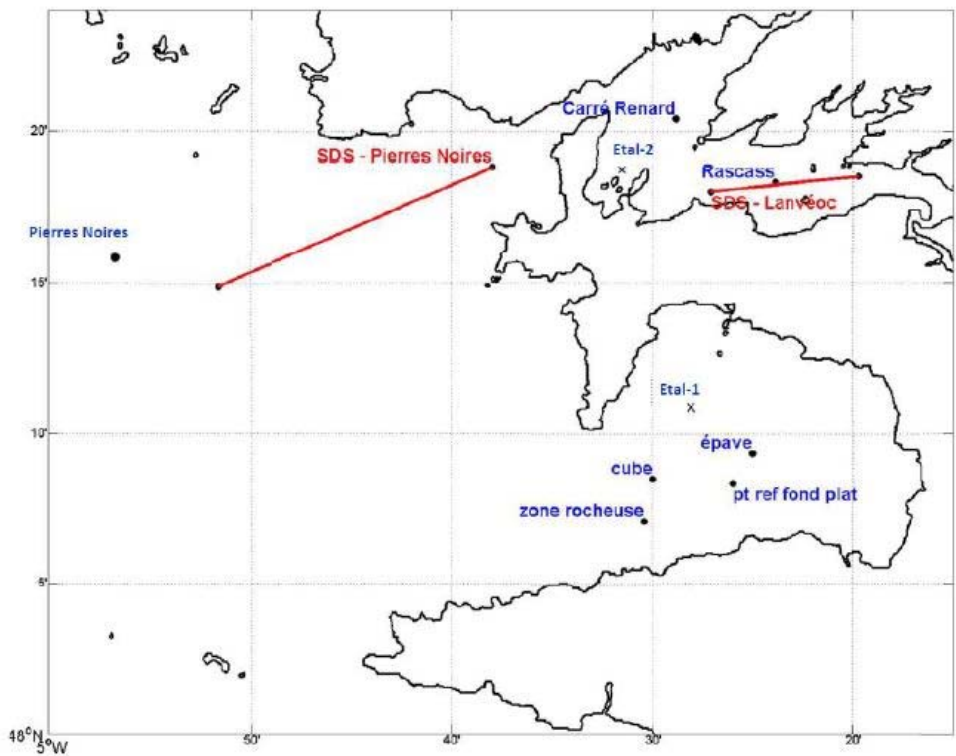 Carré Renard
20'
SDS - Pierres Noires
Etal-2
Rascass
SDS - Lanvéoc
Pierres Noires
15'
Etal-1
10'
épave
cube
pt ref fond plat
zone rocheuse
5'
48°N
5°W
50'
40'
30'
20'